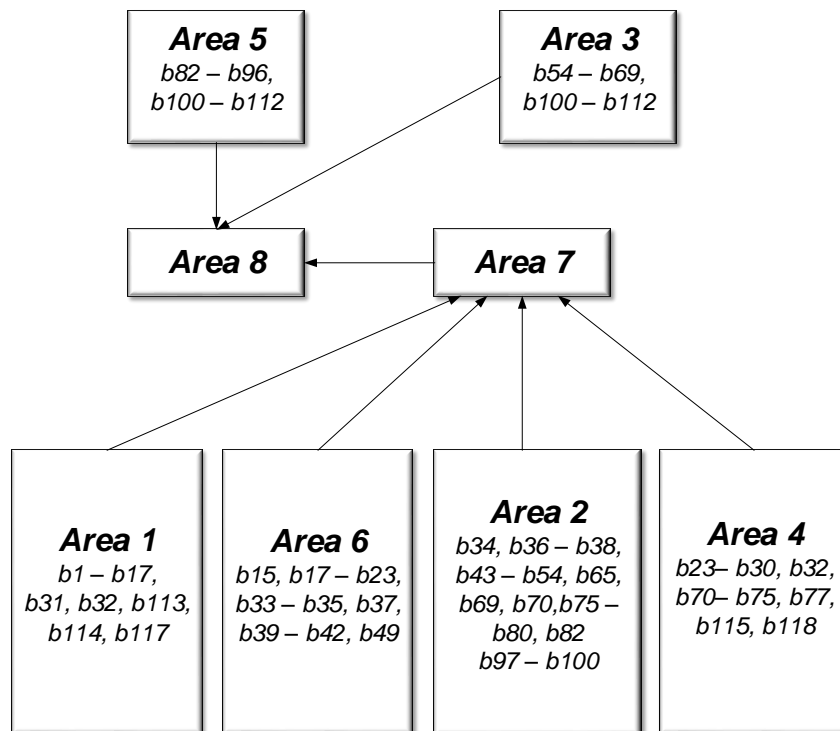 Area 5
b82 – b96,
b100 – b112
Area 3
b54 – b69,
b100 – b112
Area 8
Area 7
Area 1
b1 – b17,
b31, b32, b113,
b114, b117
Area 6
b15, b17 – b23,
b33 – b35, b37,
b39 – b42, b49
Area 2
b34, b36 – b38,
b43 – b54, b65,
b69, b70,b75 –
b80, b82
b97 – b100
Area 4
b23– b30, b32,
b70– b75, b77,
b115, b118